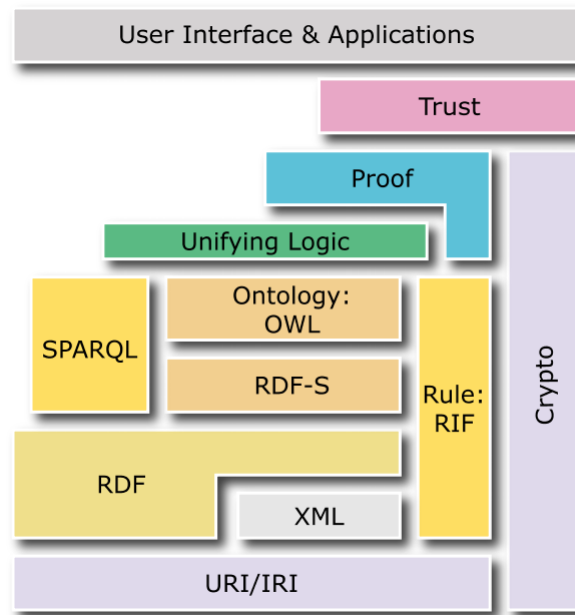 User Interface & Applications
Trust
Proof
Unifying Logic
Ontology:
OWL
SPARQL
RDF-S
Rule:
RIF
Crypto
RDF
XML
URI/IRI